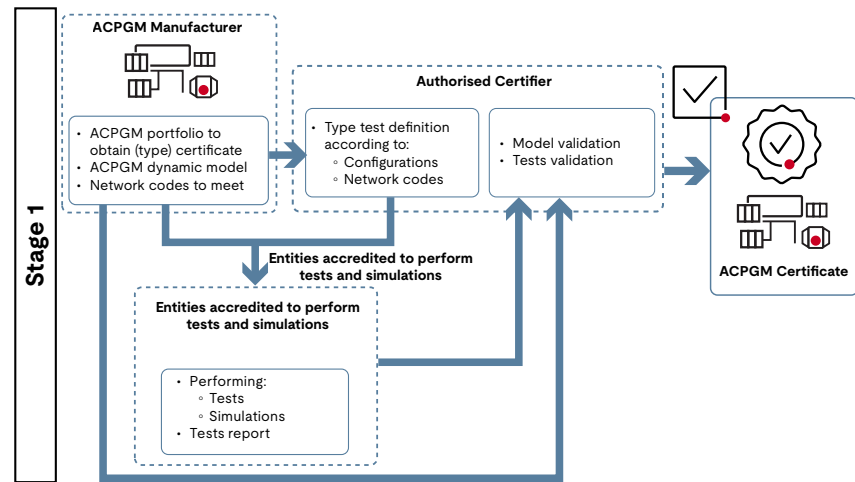 Stage 1
ACPGM Manufacturer
• ACPGM portfolio to
obtain (type) certificate
• ACPGM dynamic model
• Network codes to meet
Authorised Certifier
• Type test definition
according to:
◦ Configurations
◦ Network codes
• Model validation
• Tests validation
ACPGM Certificate
Entities accredited to perform
tests and simulations
Entities accredited to perform
tests and simulations
• Performing:
◦ Tests
◦ Simulations
• Tests report